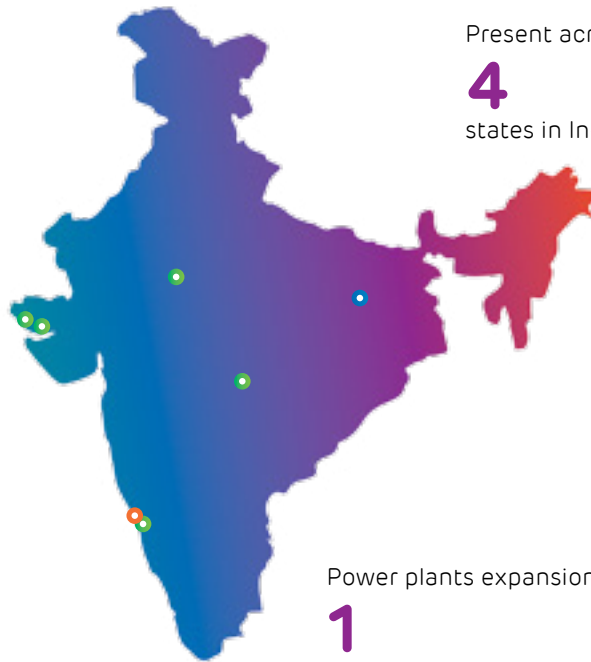 Present acr
4
states in In
Power plants expansion
1